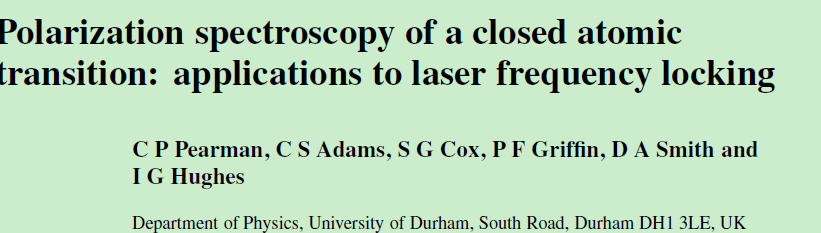 Polarization spectroscopy of a closed atomic
transition: applications to laser frequency locking
C P Pearman, C S Adams, S G Cox, P F Griffin, D A Smith and
I G Hughes
Department of Physics, University of Durham, South Road, Durham DH1 3LE, UK